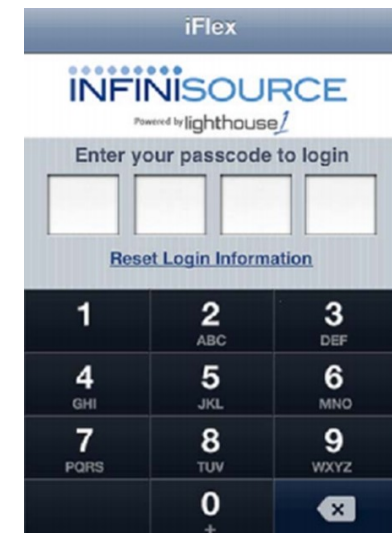 iFlex
INFINISOURCE
Powered by lighthouse1
Enter your passcode to login
Reset Login Information
1 2 3
ABC DEF
4 5 6
GHI JKL MNO
7 8 9
PQRS TUV WXYZ
0
+